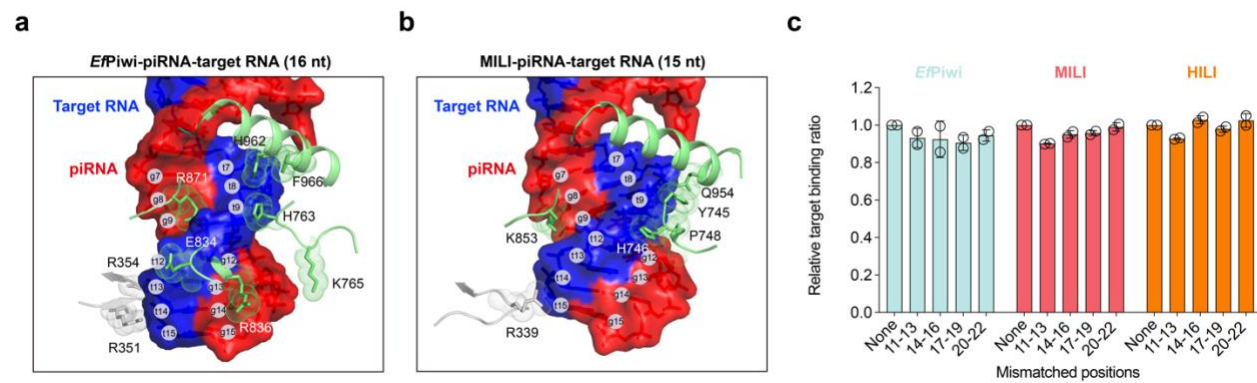 a
EfPiwi-piRNA-target RNA (16 nt)
Target RNA
piRNA
H962
F966
R871
H763
E834
K765
R354
R351
R836
g7
g8
g9
t7
t8
t9
t12
t13
t14
t15
g12
g13
g14
g15
b
MILI-piRNA-target RNA (15 nt)
Target RNA
piRNA
Q954
Y745
P748
K853
H746
R339
g7
g8
g9
t7
t8
t9
t12
t13
t14
t15
g12
g13
g14
g15
c
EfPiwi MILI HILI
Relative target binding ratio
1.2
1.0
0.8
0.6
0.4
0.2
0.0
None 11-13 14-16 17-19 20-22 None 11-13 14-16 17-19 20-22 None 11-13 14-16 17-19 20-22
Mismatched positions